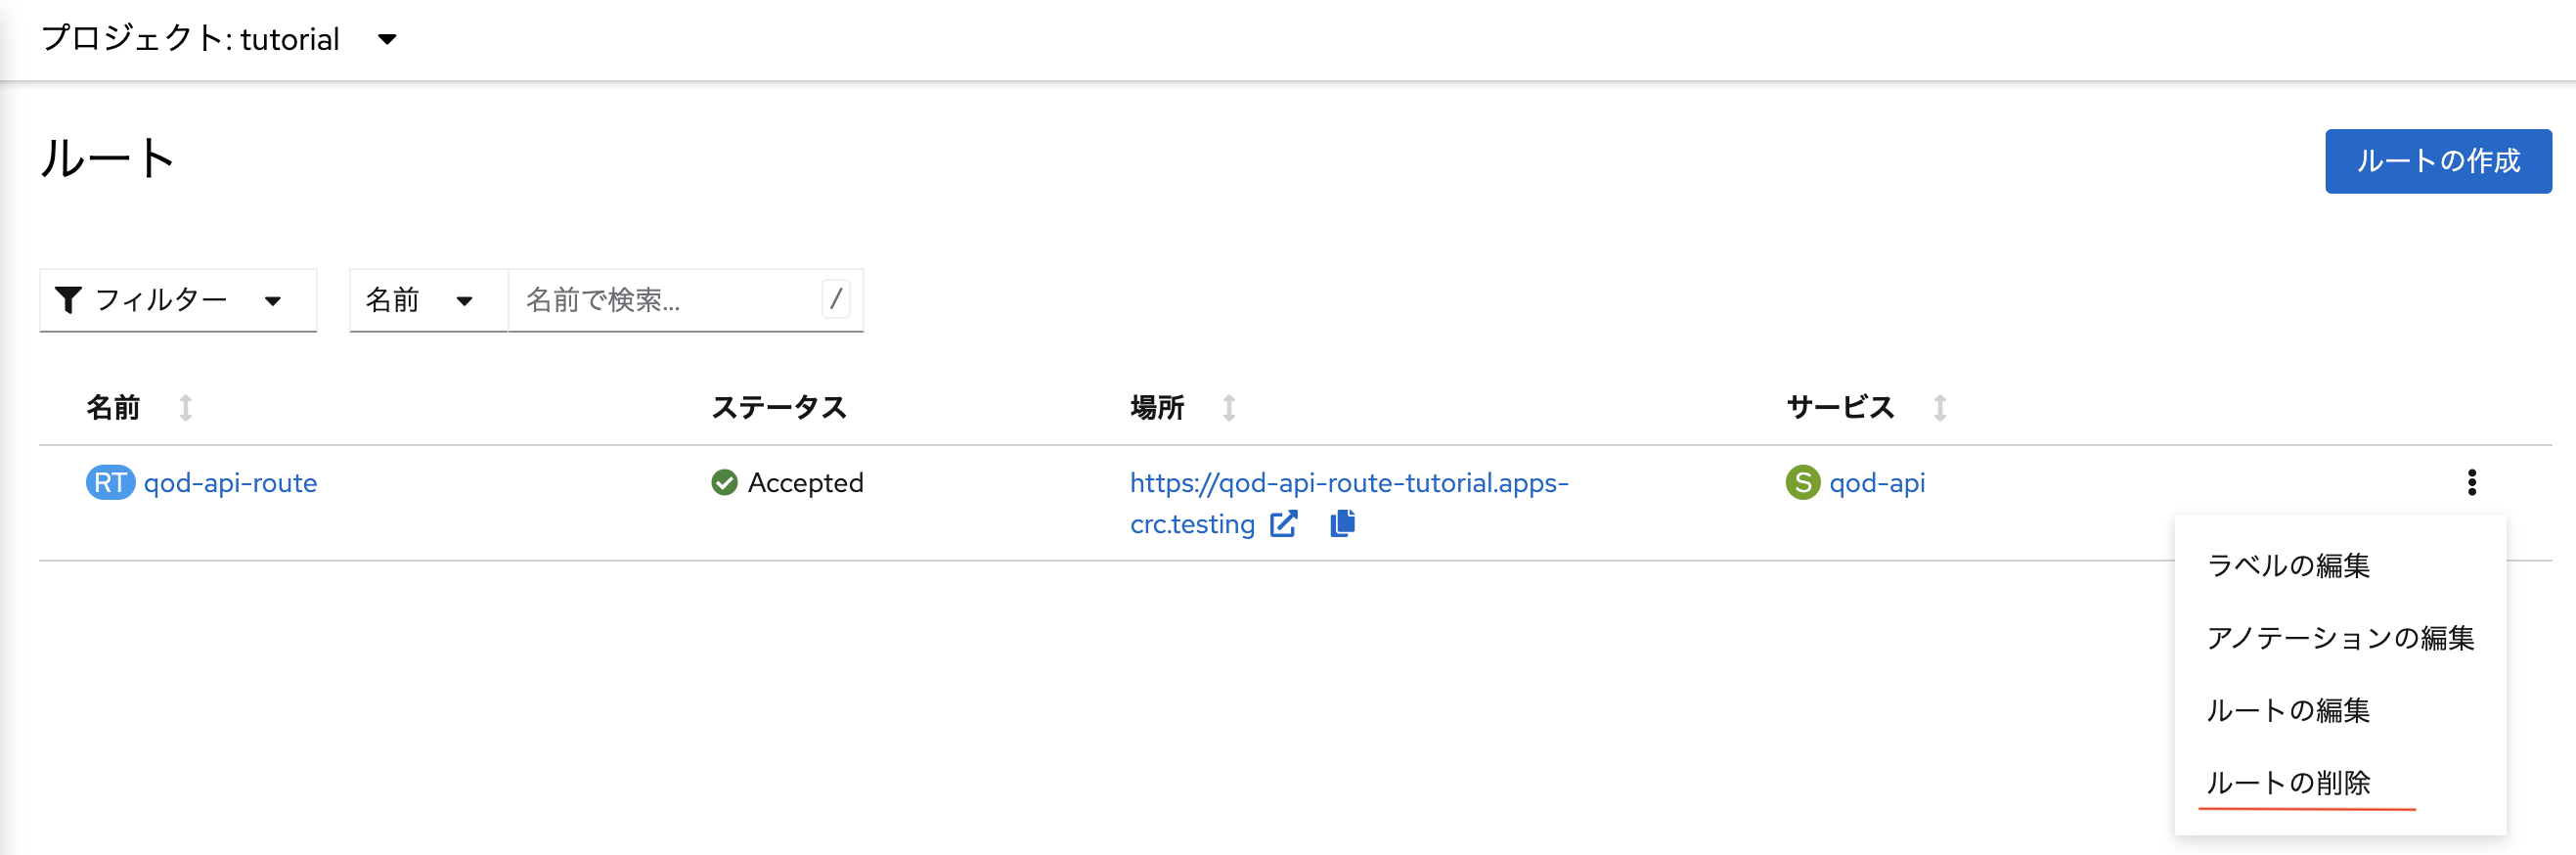 プロジェクト: tutorial
ルート
ルートの作成
フィルター
名前
名前で検索...
/
名前
ステータス
場所
サービス
RT qod-api-route
Accepted
https://qod-api-route-tutorial.apps-
crc.testing
S qod-api
ラベルの編集
アノテーションの編集
ルートの編集
ルートの削除